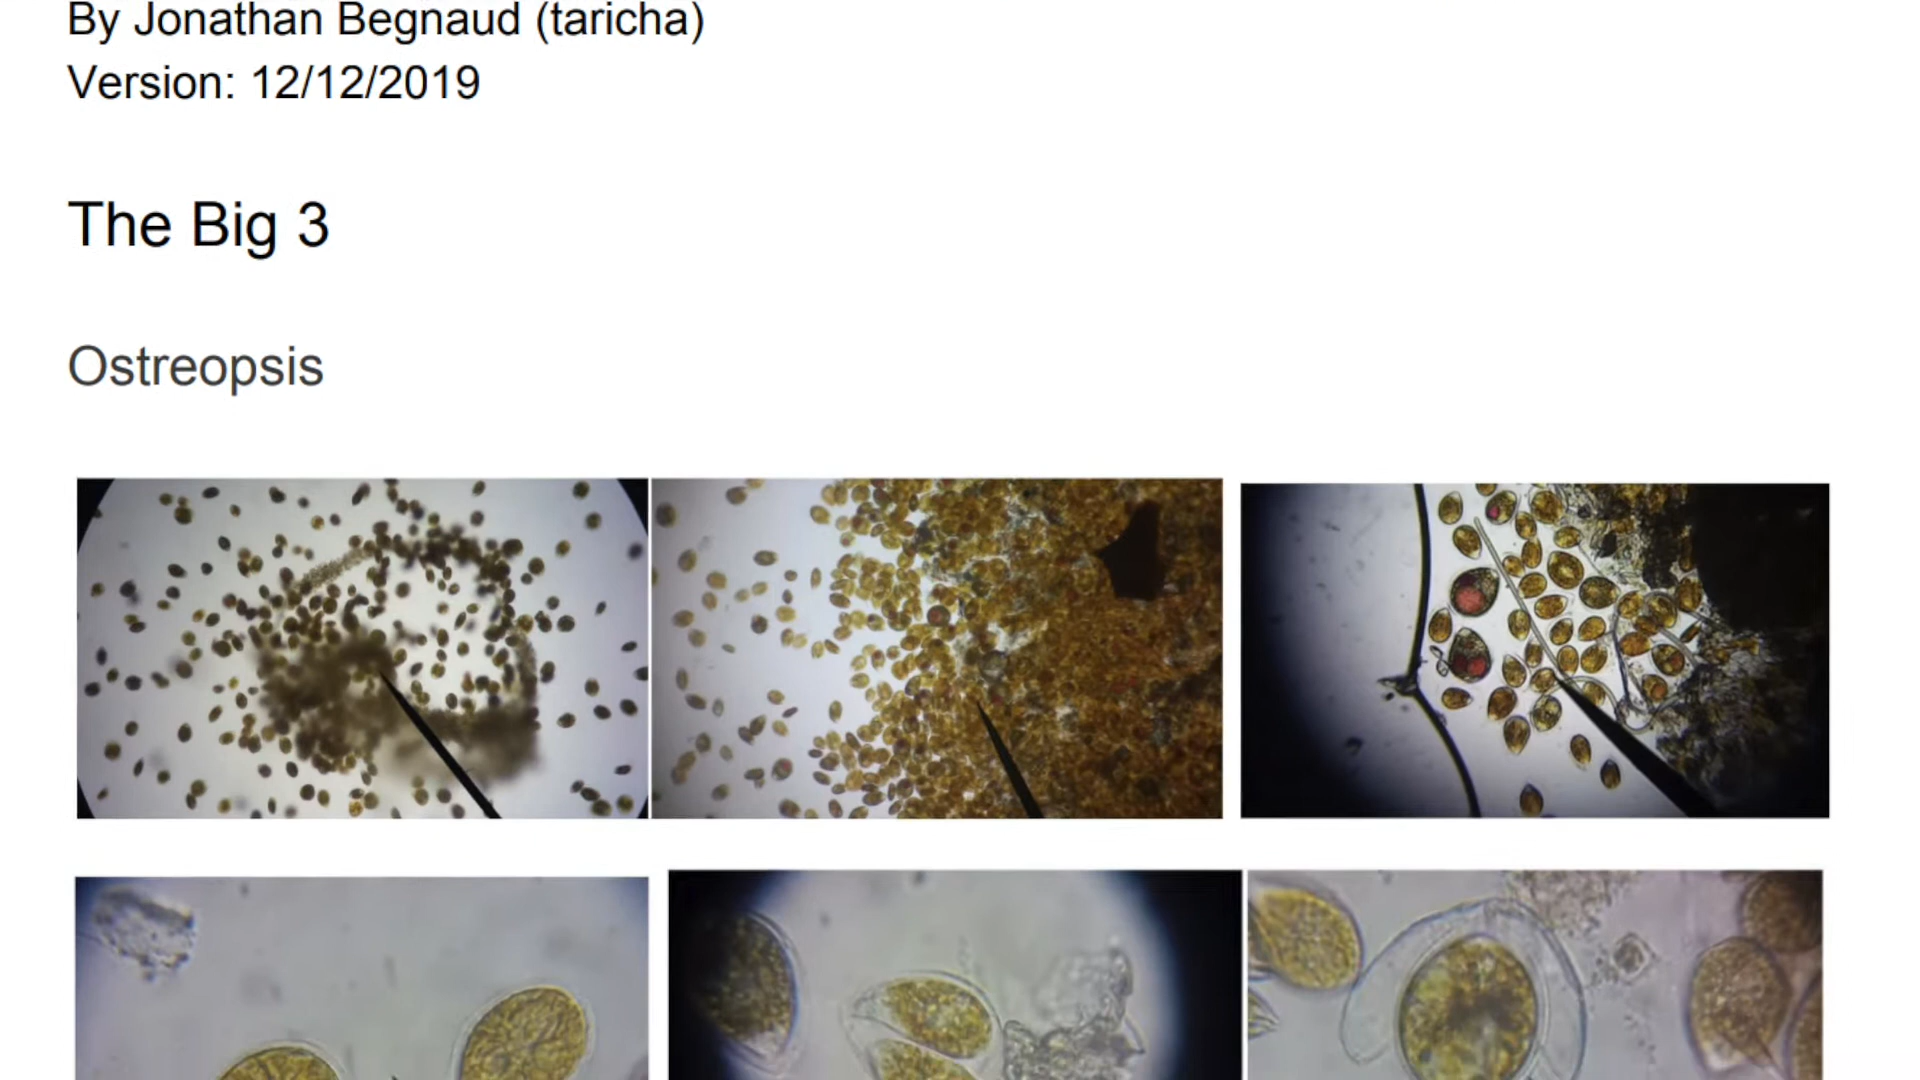 By Jonathan Begnaud (taricha)
Version: 12/12/2019
The Big 3
Ostreopsis